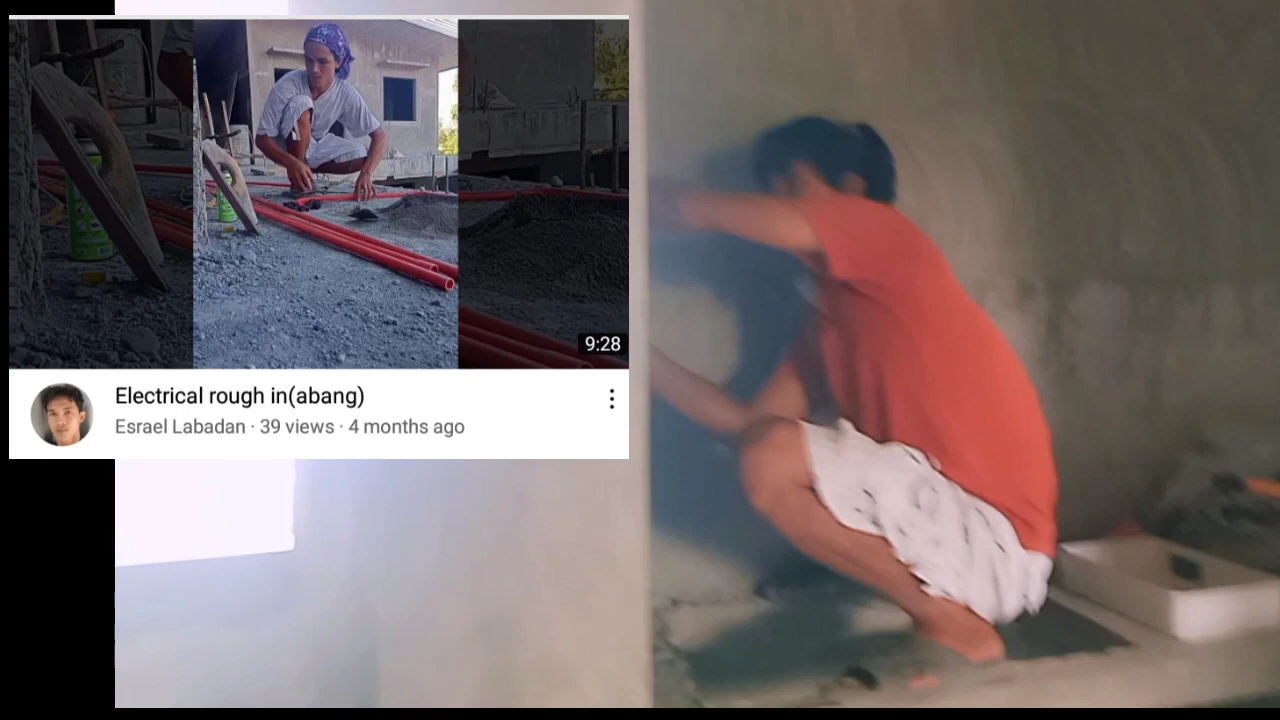 9:28
Electrical rough in(abang)
Esrael Labadan · 39 views · 4 months ago